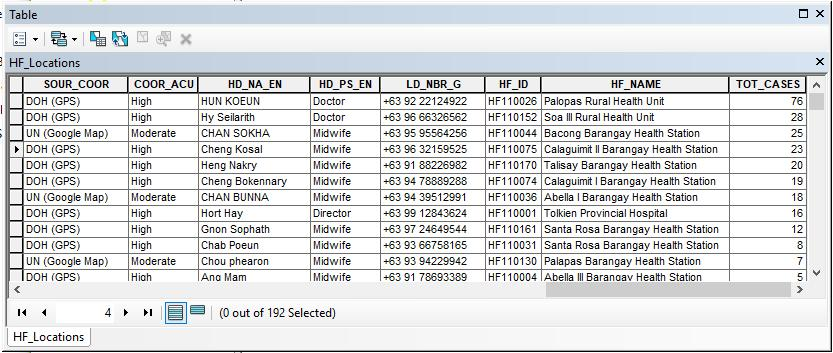 Table
HF_Locations
SOUR_COOR COOR_ACU HD_NA_EN HD_PS_EN LD_NBR_G HF_ID HF_NAME TOT_CASES
DOH (GPS) High HUN KOEUN Doctor +63 92 22124922 HF110026 Palopas Rural Health Unit 76
DOH (GPS) High Hy Seilarith Doctor +63 96 66326562 HF110152 Soa III Rural Health Unit 28
UN (Google Map) Moderate CHAN SOKHA Midwife +63 95 95564256 HF110044 Bacong Barangay Health Station 25
DOH (GPS) High Cheng Kosal Midwife +63 96 32159525 HF110075 Calaguimit II Barangay Health Station 23
DOH (GPS) High Heng Nakry Midwife +63 91 88226982 HF110170 Talisay Barangay Health Station 20
DOH (GPS) High Cheng Bokennary Midwife +63 94 78889288 HF110074 Calaguimit I Barangay Health Station 19
UN (Google Map) Moderate CHAN BUNNA Midwife +63 94 39512991 HF110036 Abella I Barangay Health Station 18
DOH (GPS) High Hort Hay Director +63 99 12843624 HF110001 Tolkien Provincial Hospital 16
DOH (GPS) High Gnon Sophath Midwife +63 97 24649544 HF110161 Santa Rosa Barangay Health Station 12
DOH (GPS) High Chab Poeun Midwife +63 93 66758165 HF110031 Santa Rosa Barangay Health Station 8
UN (Google Map) Moderate Chou phearon Midwife +63 93 94229942 HF110130 Palapas Barangay Health Station 7
DOH (GPS) High Ang Mam Midwife +63 91 78693389 HF110004 Abella III Barangay Health Station 5
4 (0 out of 192 Selected)
HF_Locations